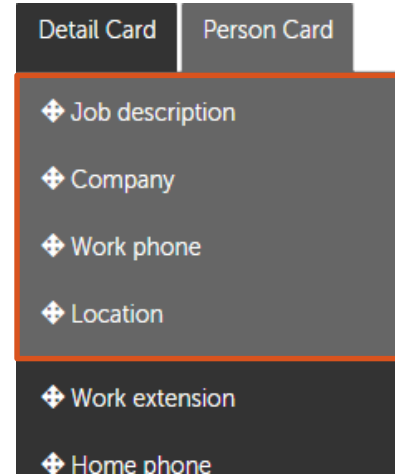 Detail Card Person Card
Job description
Company
Work phone
Location
Work extension
Home phone